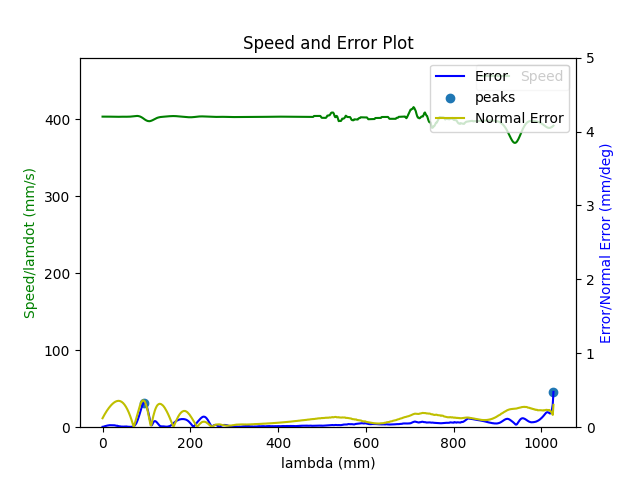 Speed and Error Plot
Error
Speed
peaks
Normal Error
Speed/lamdot (mm/s)
400
300
200
100
0
5
4
3
2
1
0
Error/Normal Error (mm/deg)
0 200 400 600 800 1000
lambda (mm)